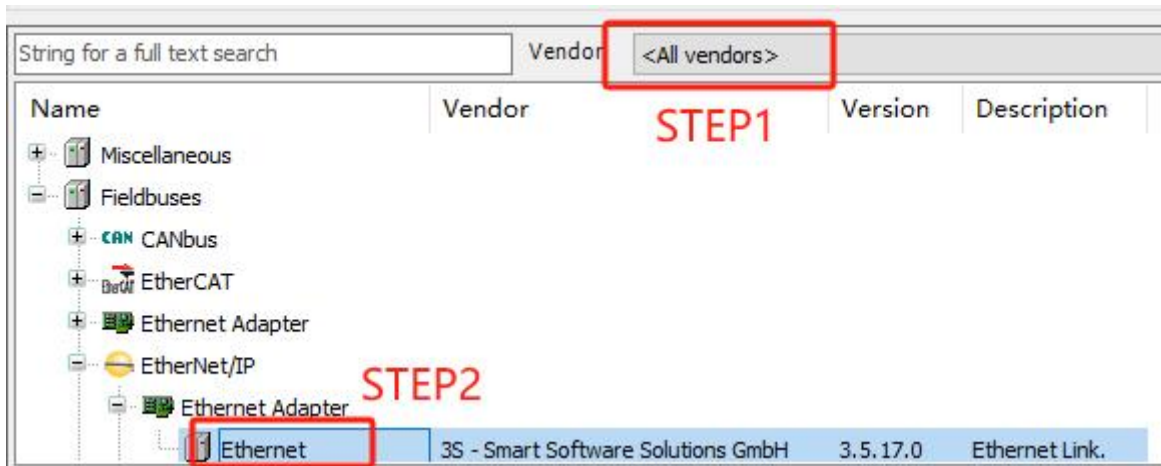 String for a full text search Vendor <All vendors>
Name Vendor STEP1 Version Description
Miscellaneous
Fieldbuses
CAN CANbus
EtherCAT EtherCAT
Ethernet Adapter
EtherNet/IP
STEP2
Ethernet Adapter
Ethernet 3S - Smart Software Solutions GmbH 3.5.17.0 Ethernet Link.